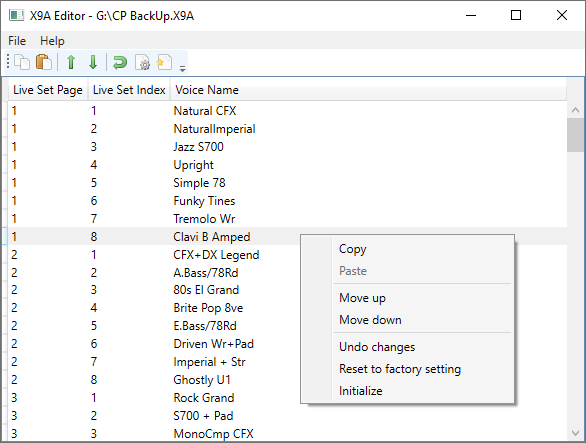 X9A Editor - G:\CP BackUp.X9A
File Help
Live Set Page Live Set Index Voice Name
1 1 Natural CFX
1 2 NaturalImperial
1 3 Jazz S700
1 4 Upright
1 5 Simple 78
1 6 Funky Tines
1 7 Tremolo Wr
1 8 Clavi B Amped
2 1 CFX+DX Legend
2 2 A.Bass/78Rd
2 3 80s El Grand
2 4 Brite Pop 8ve
2 5 E.Bass/78Rd
2 6 Driven Wr+Pad
2 7 Imperial + Str
2 8 Ghostly U1
3 1 Rock Grand
3 2 S700 + Pad
3 3 MonoCmp CFX
Copy
Paste
Move up
Move down
Undo changes
Reset to factory setting
Initialize